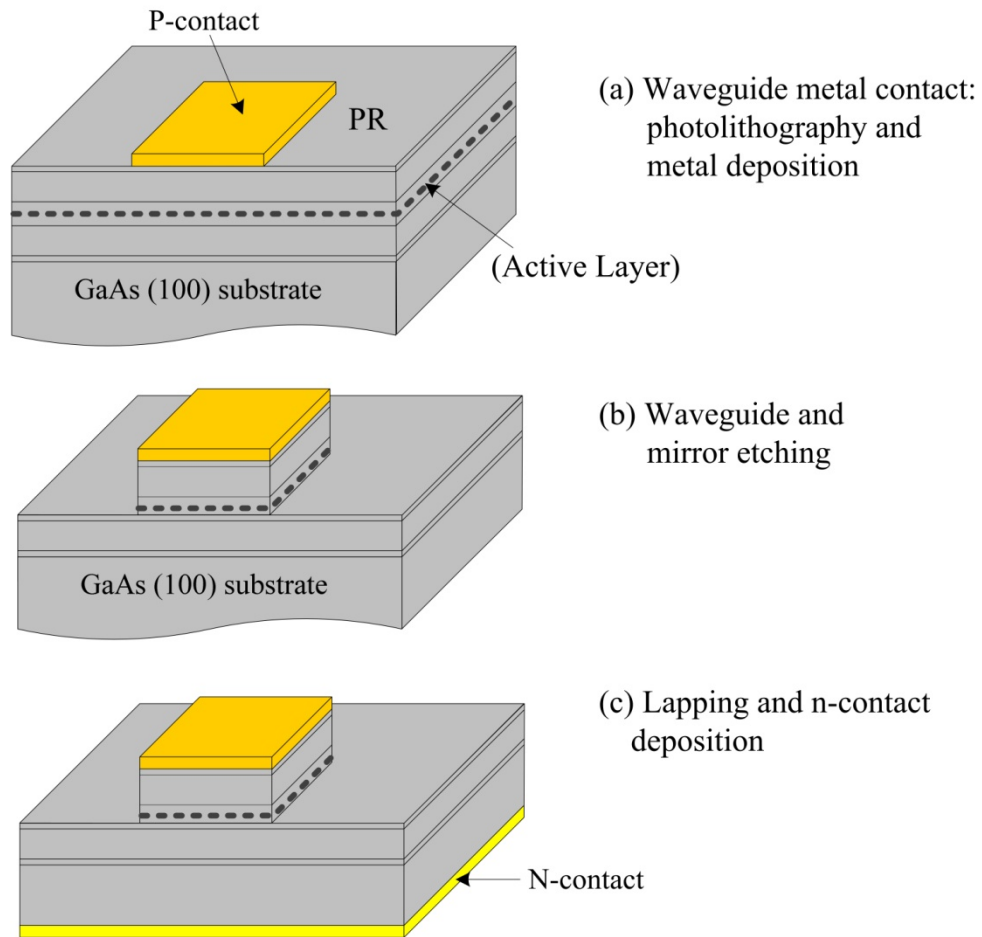 P-contact
PR
(a) Waveguide metal contact:
photolithography and
metal deposition
(Active Layer)
GaAs (100) substrate
(b) Waveguide and
mirror etching
GaAs (100) substrate
(c) Lapping and n-contact
deposition
N-contact